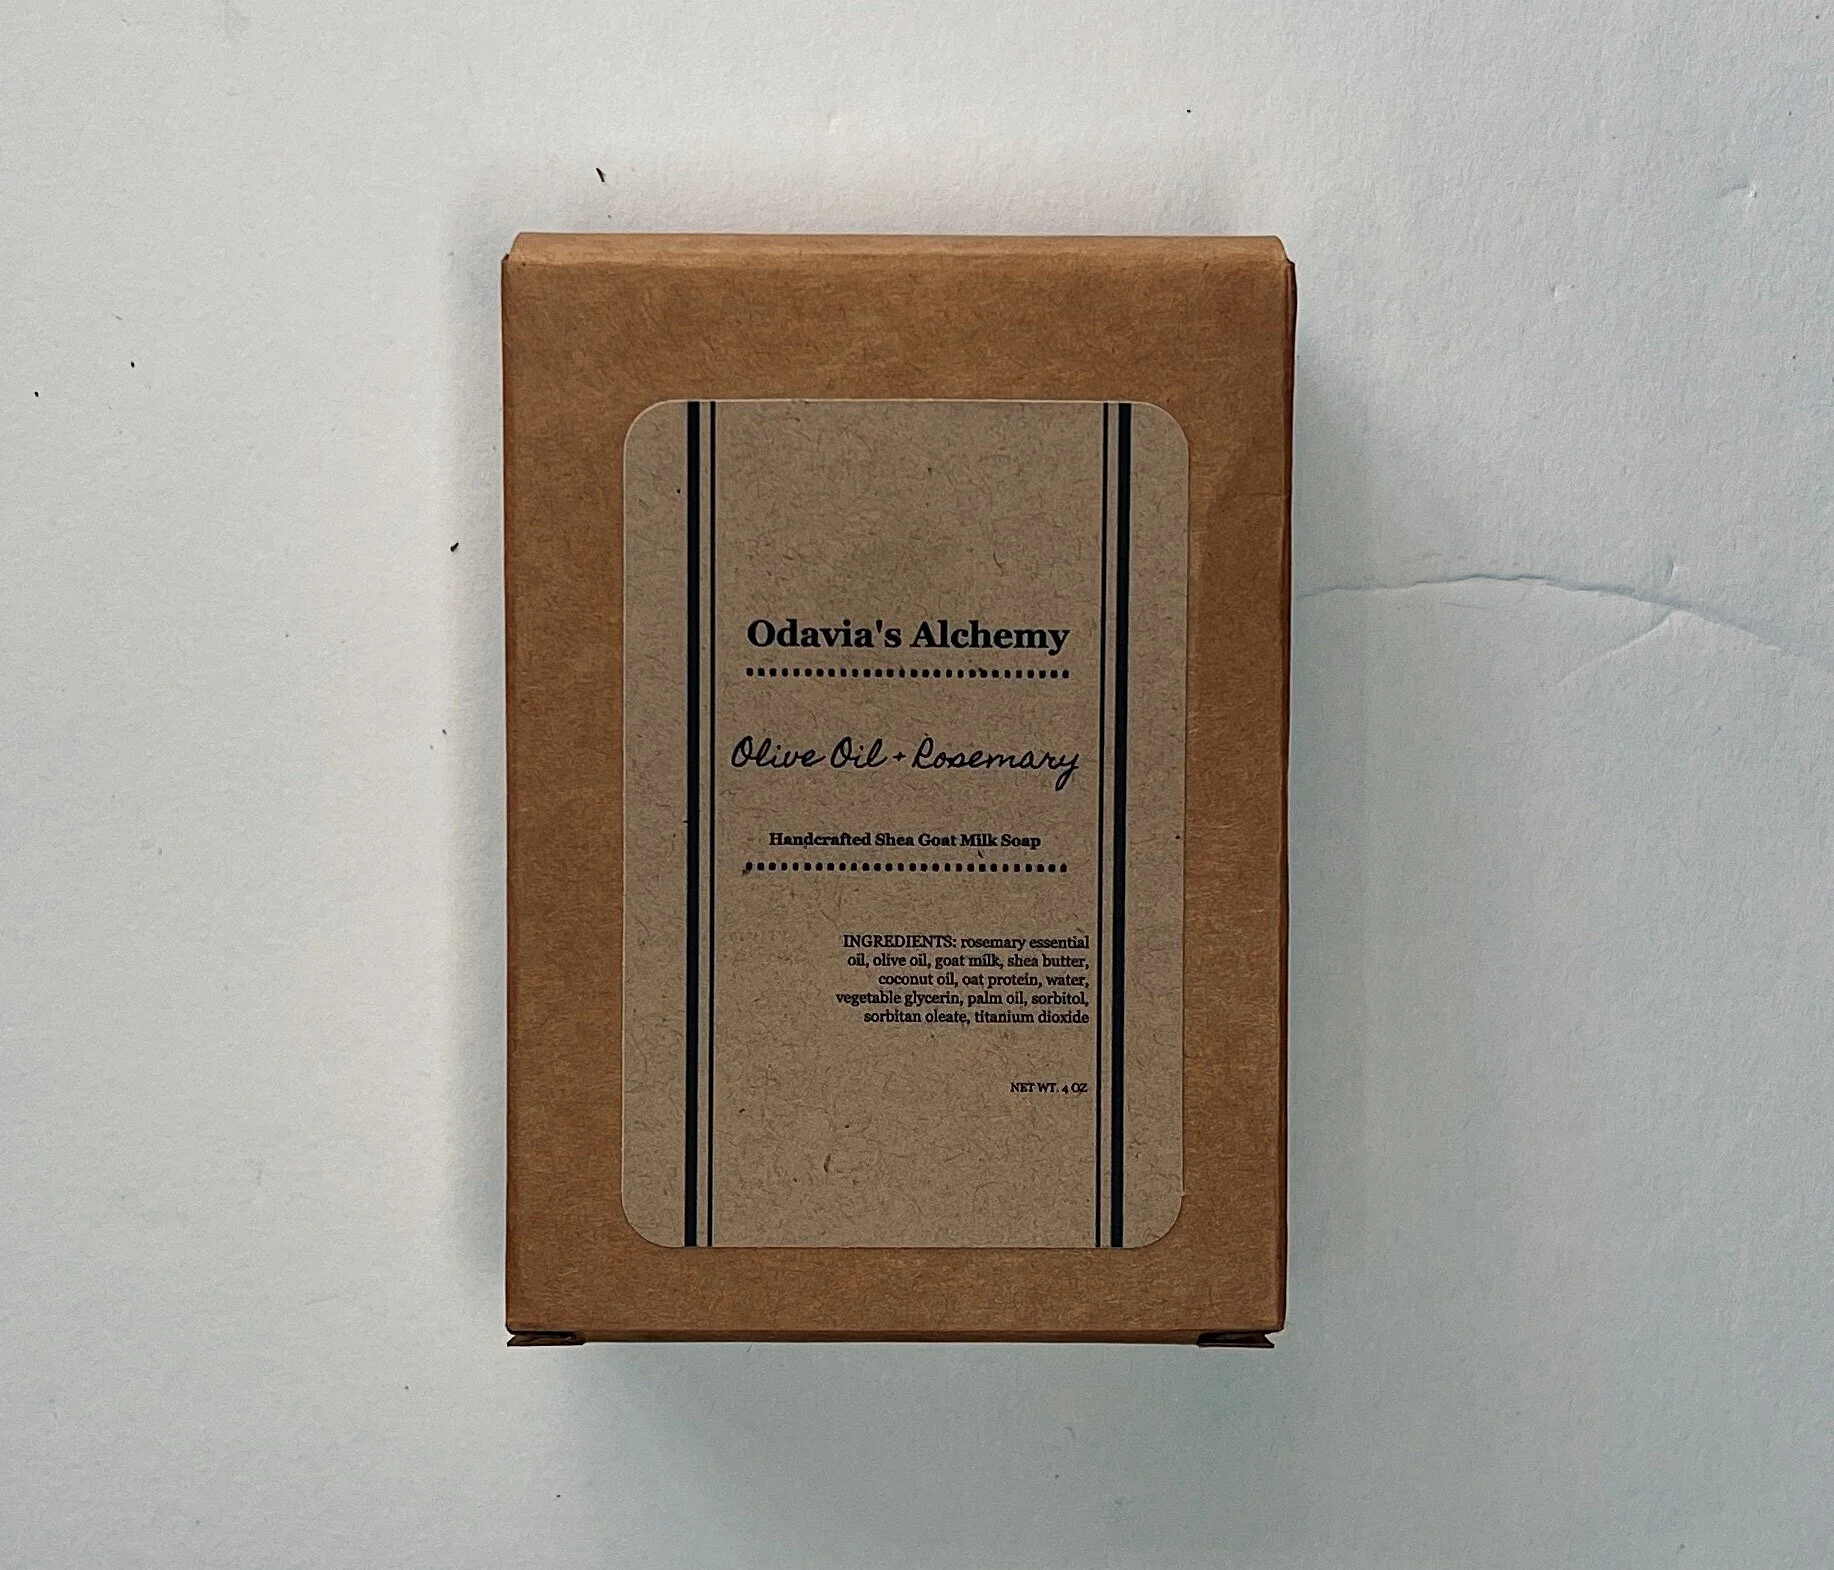 Odavia's Alchemy
Olive Oil + Rosemary
Handcrafted Shea Goat Milk Soap
INGREDIENTS: rosemary essential
oil, olive oil, goat milk, shea butter,
coconut oil, oat protein, water,
vegetable glycerin, palm oil, sorbitol,
sorbitan oleate, titanium dioxide
NET WT. 4 OZ